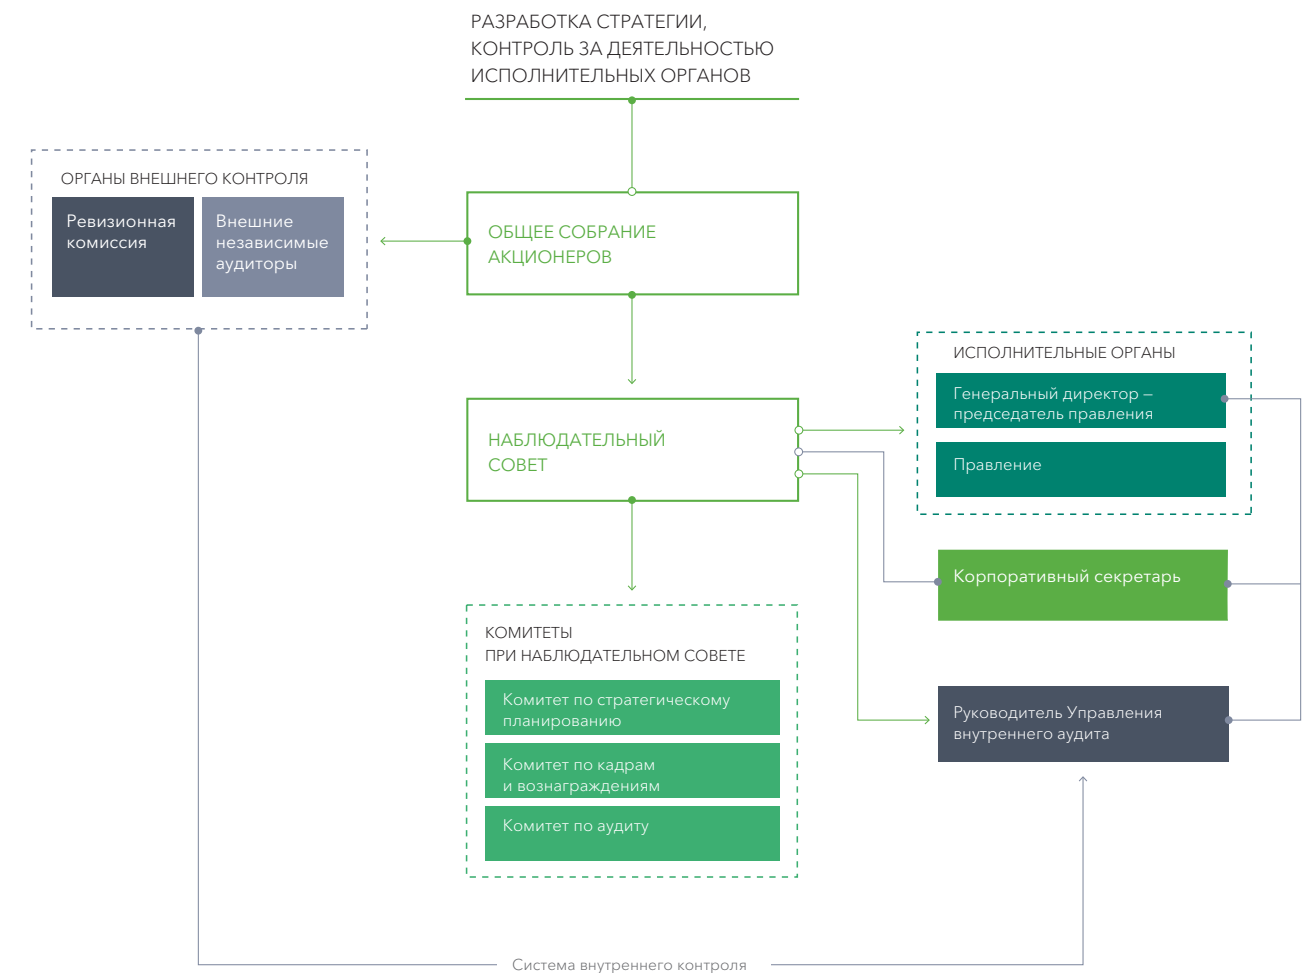 РАЗРАБОТКА СТРАТЕГИИ,
КОНТРОЛЬ ЗА ДЕЯТЕЛЬНОСТЬЮ
ИСПОЛНИТЕЛЬНЫХ ОРГАНОВ
ОРГАНЫ ВНЕШНЕГО КОНТРОЛЯ
Ревизионная
комиссия
Внешние
независимые
аудиторы
ОБЩЕЕ СОБРАНИЕ
АКЦИОНЕРОВ
НАБЛЮДАТЕЛЬНЫЙ
СОВЕТ
ИСПОЛНИТЕЛЬНЫЕ ОРГАНЫ
Генеральный директор –
председатель правления
Правление
Корпоративный секретарь
Руководитель Управления
внутреннего аудита
КОМИТЕТЫ
ПРИ НАБЛЮДАТЕЛЬНОМ СОВЕТЕ
Комитет по стратегическому
планированию
Комитет по кадрам
и вознаграждениям
Комитет по аудиту
Система внутреннего контроля